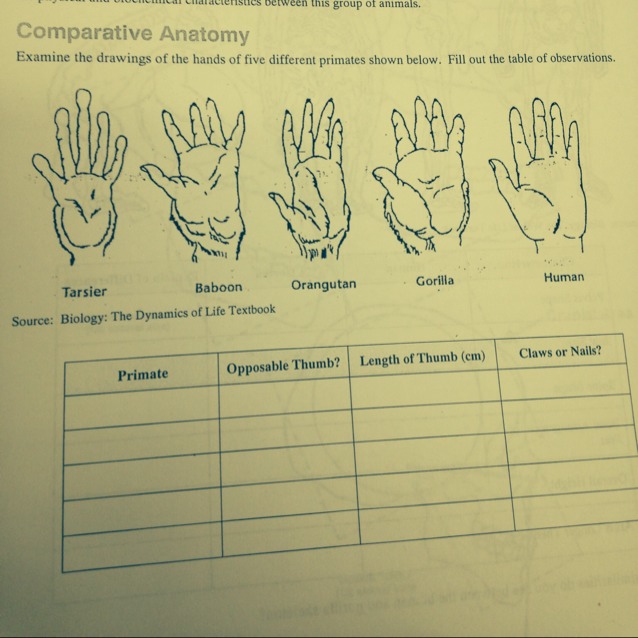 characteristics between this group of animals.
Comparative Anatomy
Examine the drawings of the hands of five different primates shown below. Fill out the table of observations.
Tarsier Baboon Orangutan Gorilla Human
Source: Biology: The Dynamics of Life Textbook
Primate Opposable Thumb? Length of Thumb (cm) Claws or Nails?